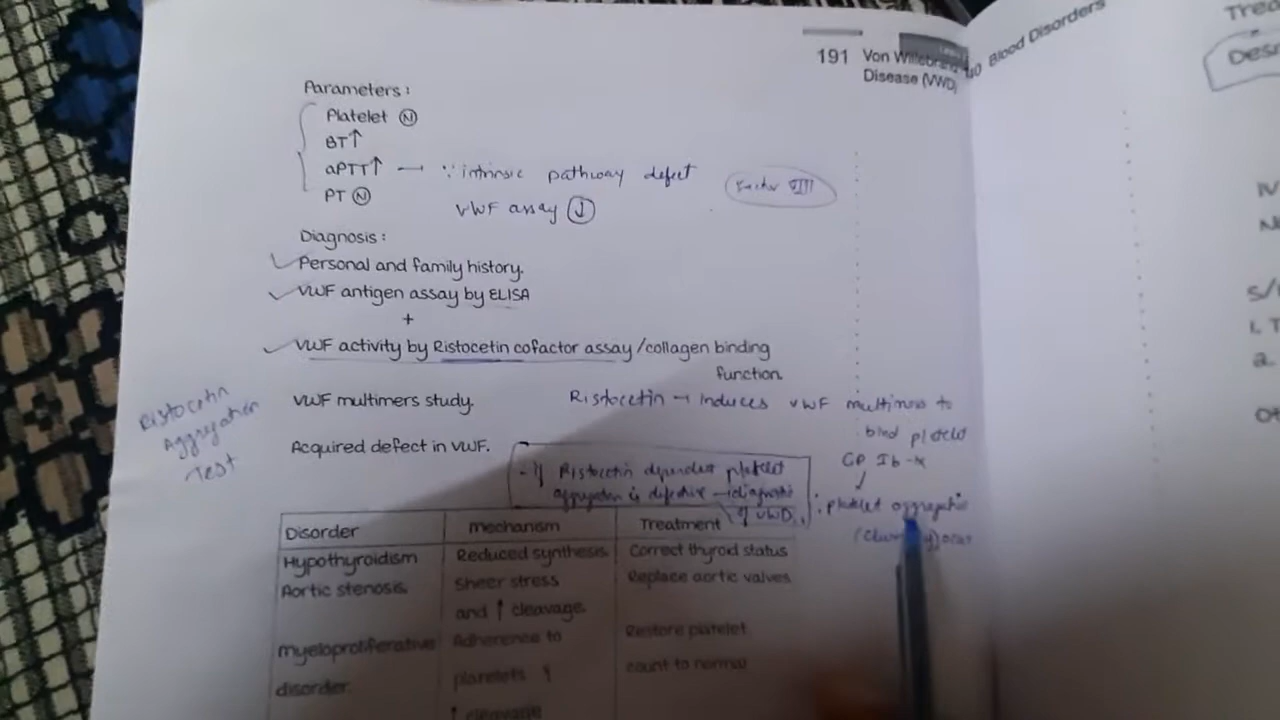 191 Von Willebrand
Disease (VWD)
Blood Disorders
Parameters:
Platelet Ⓝ
BT↑
aPTT↑ → ∵ intrinsic pathway defect
Factor VIII
PT Ⓝ
VWF assay ↓
Diagnosis:
Personal and family history.
VWF antigen assay by ELISA
+
VWF activity by Ristocetin cofactor assay/collagen binding
function.
VWF multimers study.
Ristocetin → Induces VWF multimers to
bind platelet
GP Ib-IX
∴ platelet aggregation
Ristocetin
Aggregation
Test
Acquired defect in VWF.
- if Ristocetin dependent platelet
aggregation is defective → diagnostic
of VWD.
Disorder mechanism Treatment
Hypothyroidism Reduced synthesis Correct thyroid status
Aortic stenosis. Sheer stress Replace aortic valves
and ↑ cleavage.
myeloproliferative Adherence to Restore platelet
disorder. platelets count to normal
↑ cleavage